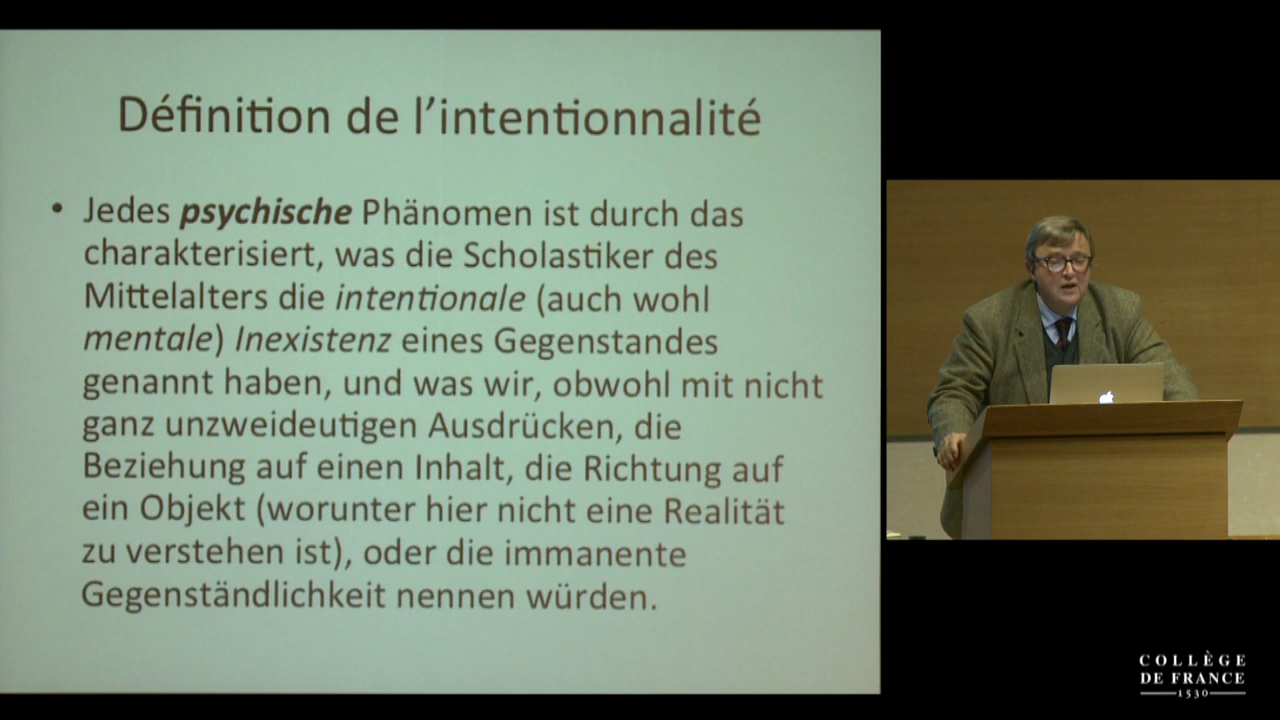 Définition de l'intentionnalité
• Jedes psychische Phänomen ist durch das
charakterisiert, was die Scholastiker des
Mittelalters die intentionale (auch wohl
mentale) Inexistenz eines Gegenstandes
genannt haben, und was wir, obwohl mit nicht
ganz unzweideutigen Ausdrücken, die
Beziehung auf einen Inhalt, die Richtung auf
ein Objekt (worunter hier nicht eine Realität
zu verstehen ist), oder die immanente
Gegenständlichkeit nennen würden.
COLLÈGE
DE FRANCE
1530